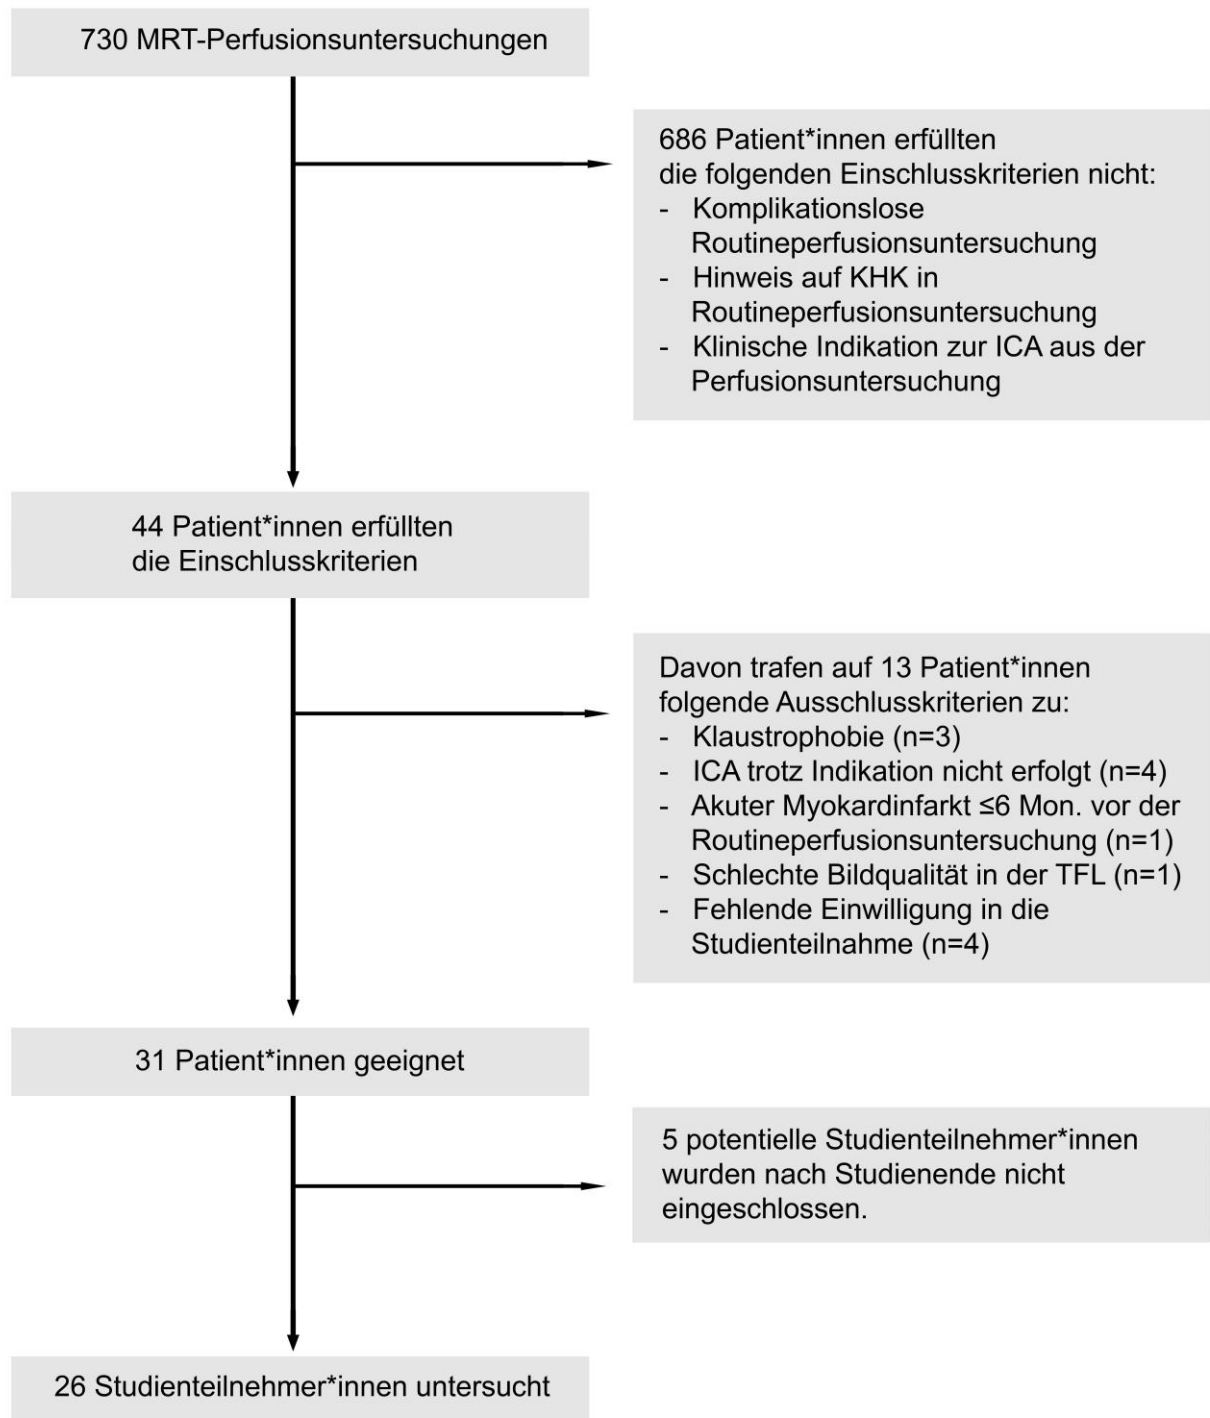 730 MRT-Perfusionsuntersuchungen
686 Patient*innen erfüllten
die folgenden Einschlusskriterien nicht:
- Komplikationslose
Routineperfusionsuntersuchung
- Hinweis auf KHK in
Routineperfusionsuntersuchung
- Klinische Indikation zur ICA aus der
Perfusionsuntersuchung
44 Patient*innen erfüllten
die Einschlusskriterien
Davon trafen auf 13 Patient*innen
folgende Ausschlusskriterien zu:
- Klaustrophobie (n=3)
- ICA trotz Indikation nicht erfolgt (n=4)
- Akuter Myokardinfarkt ≤6 Mon. vor der
Routineperfusionsuntersuchung (n=1)
- Schlechte Bildqualität in der TFL (n=1)
- Fehlende Einwilligung in die
Studienteilnahme (n=4)
31 Patient*innen geeignet
5 potentielle Studienteilnehmer*innen
wurden nach Studienende nicht
eingeschlossen.
26 Studienteilnehmer*innen untersucht